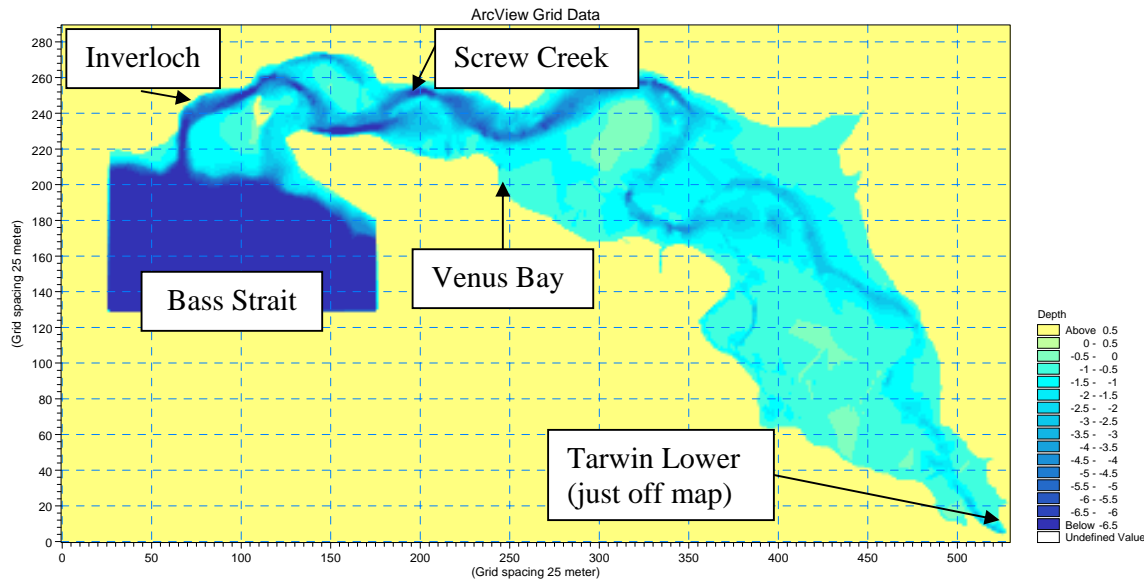 ArcView Grid Data
280
260
240
220
200
180
160
140
120
100
80
60
40
20
0
(Grid spacing 25 meter)
Inverloch
Screw Creek
Venus Bay
Bass Strait
Tarwin Lower
(just off map)
0 50 100 150 200 250 300 350 400 450 500
(Grid spacing 25 meter)
Depth
Above 0.5
0 - 0.5
-0.5 - 0
-1 - -0.5
-1.5 - -1
-2 - -1.5
-2.5 - -2
-3 - -2.5
-3.5 - -3
-4 - -3.5
-4.5 - -4
-5 - -4.5
-5.5 - -5
-6 - -5.5
-6.5 - -6
Below -6.5
Undefined Value